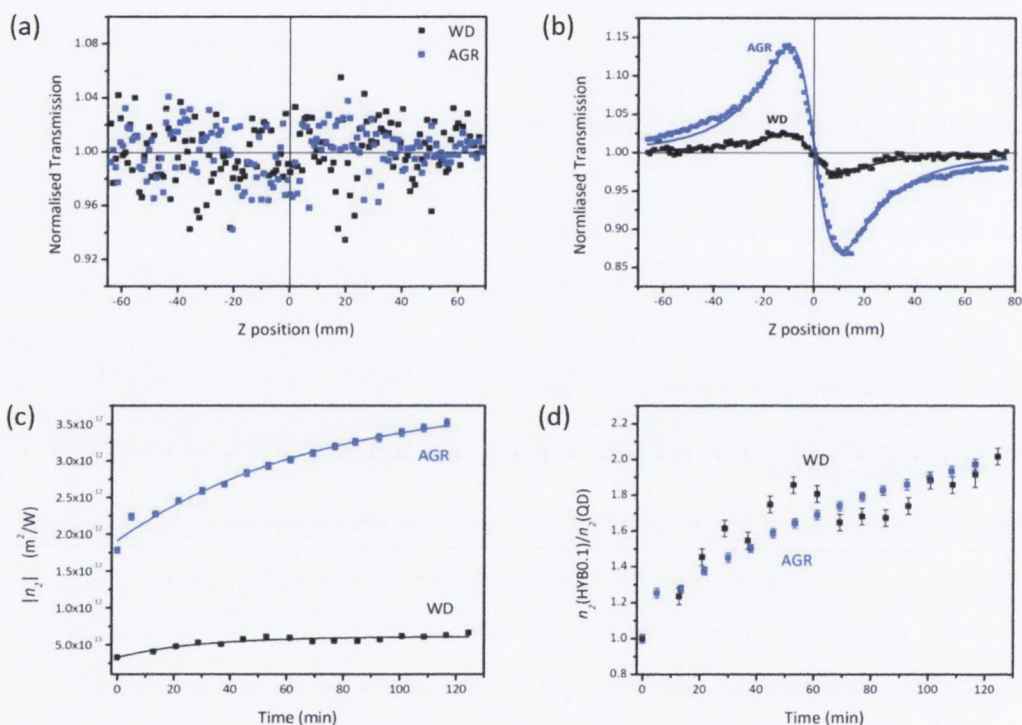 (a)
WD
AGR
1.08
1.04
1.00
0.96
0.92
Normalised Transmission
-60 -40 -20 0 20 40 60
Z position (mm)
(b)
AGR
WD
1.15
1.10
1.05
1.00
0.95
0.90
0.85
Normliased Transmission
-60 -40 -20 0 20 40 60 80
Z position (mm)
(c)
3.5x10⁻¹²
3.0x10⁻¹²
2.5x10⁻¹²
2.0x10⁻¹²
1.5x10⁻¹²
1.0x10⁻¹²
5.0x10⁻¹³
|n₂| (m²/W)
AGR
WD
0 20 40 60 80 100 120
Time (min)
(d)
2.2
2.0
1.8
1.6
1.4
1.2
1.0
0.8
n₂(HYB0.1)/n₂(QD)
WD
AGR
0 20 40 60 80 100 120
Time (min)